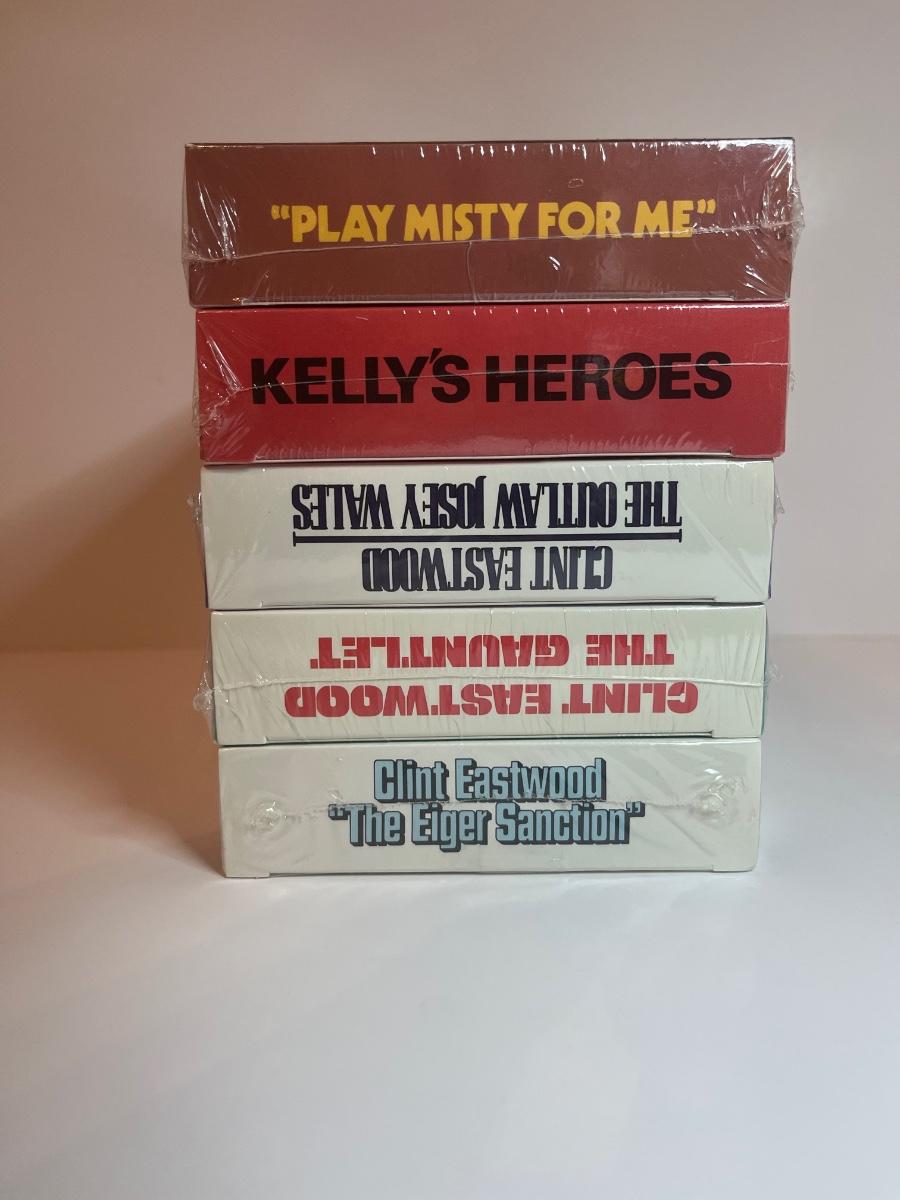 "PLAY MISTY FOR ME"
KELLY'S HEROES
CLINT EASTWOOD
THE OUTLAW JOSEY WALES
CLINT EASTWOOD
THE GAUNTLET
Clint Eastwood
"The Eiger Sanction"